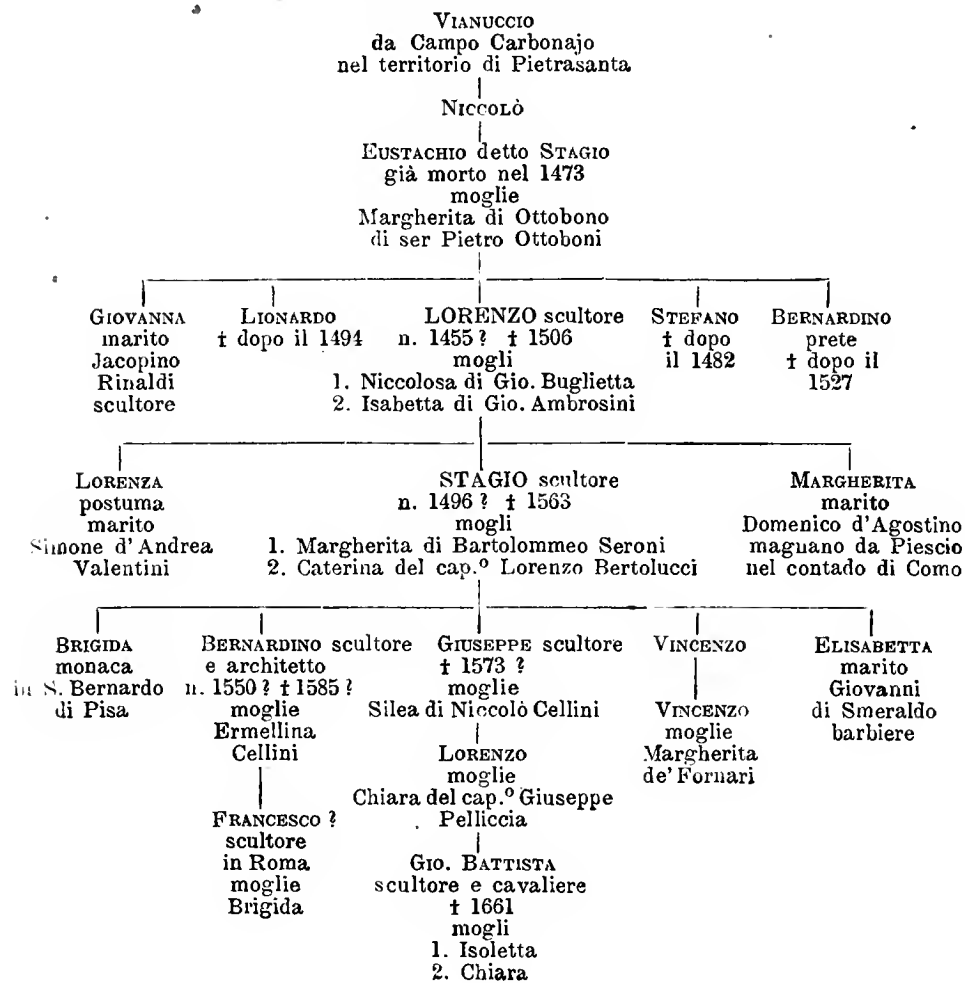 VIANUCCIO
da Campo Carbonajo
nel territorio di Pietrasanta
NICCOLÒ
EUSTACHIO detto STAGIO
già morto nel 1473
moglie
Margherita di Ottobono
di ser Pietro Ottoboni
GIOVANNA
marito
Jacopino
Rinaldi
scultore
LIONARDO
† dopo il 1494
LORENZO scultore
n. 1455? † 1506
mogli
1. Niccolosa di Gio. Buglietta
2. Isabetta di Gio. Ambrosini
STEFANO
† dopo
il 1482
BERNARDINO
prete
† dopo il
1527
LORENZA
postuma
marito
Simone d'Andrea
Valentini
STAGIO scultore
n. 1496? † 1563
mogli
1. Margherita di Bartolommeo Seroni
2. Caterina del cap.º Lorenzo Bertolucci
MARGHERITA
marito
Domenico d'Agostino
magnano da Piescio
nel contado di Como
BRIGIDA
monaca
in S. Bernardo
di Pisa
BERNARDINO scultore
e architetto
n. 1550? † 1585?
moglie
Ermellina
Cellini
FRANCESCO?
scultore
in Roma
moglie
Brigida
GIUSEPPE scultore
† 1573?
moglie
Silea di Niccolò Cellini
LORENZO
moglie
Chiara del cap.º Giuseppe
Pelliccia
GIO. BATTISTA
scultore e cavaliere
† 1661
mogli
1. Isoletta
2. Chiara
VINCENZO
VINCENZO
moglie
Margherita
de' Fornari
ELISABETTA
marito
Giovanni
di Smeraldo
barbiere